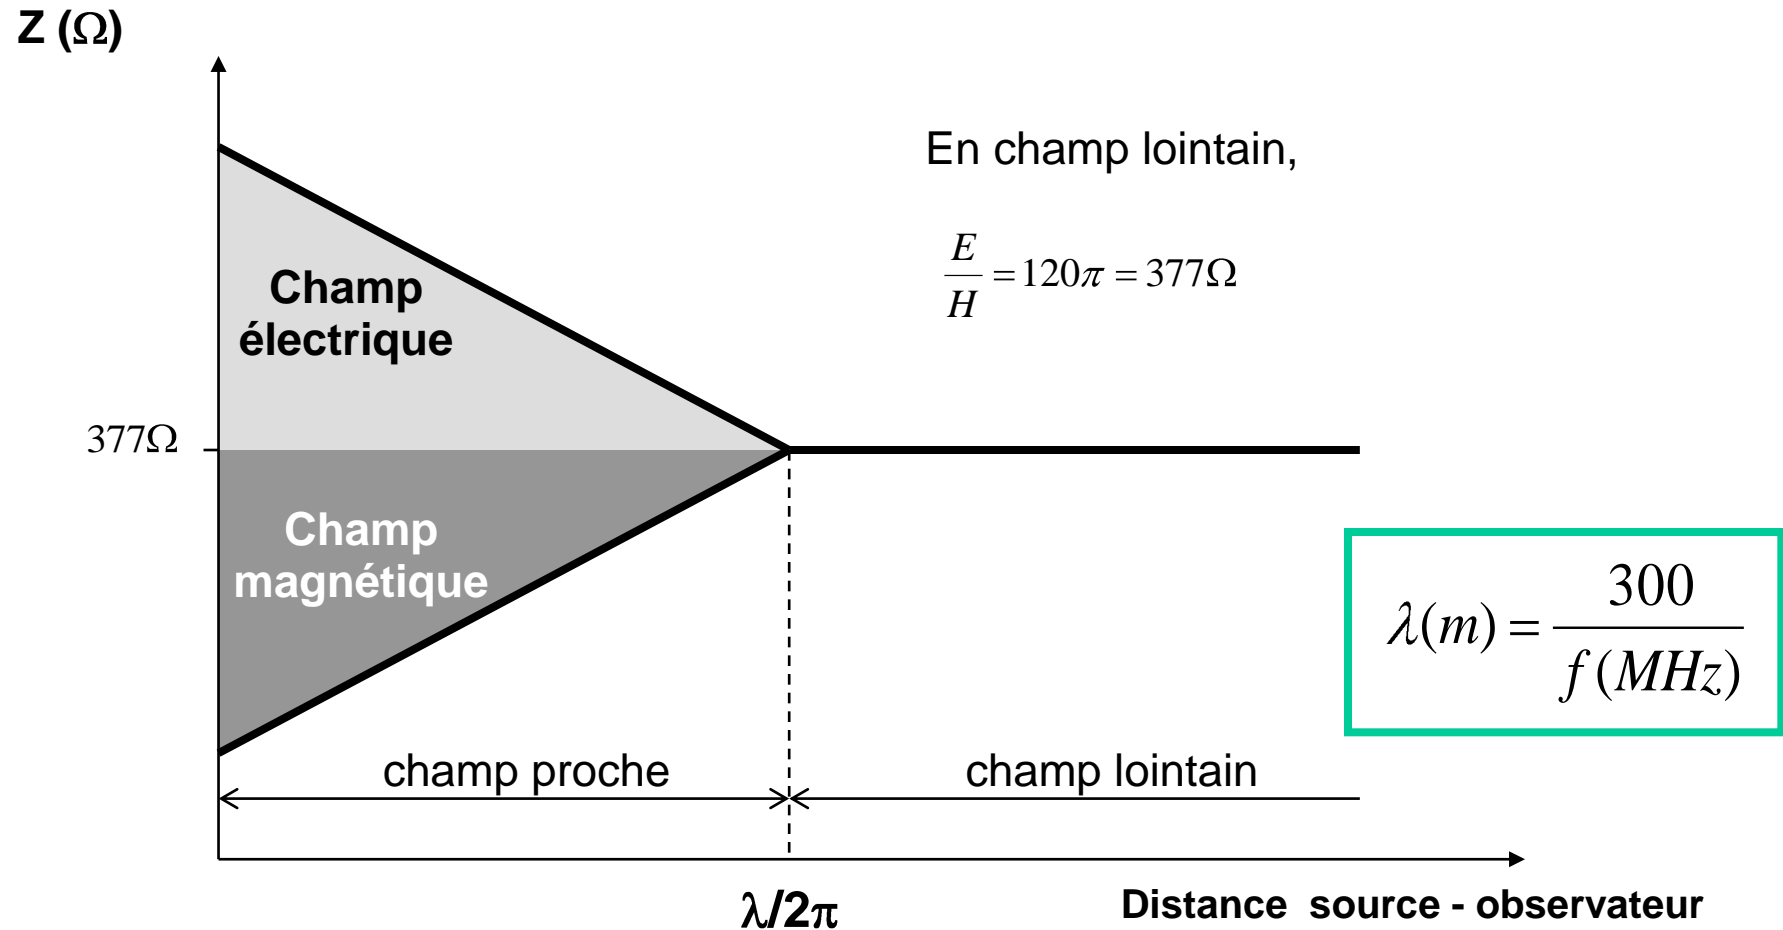 Z (Ω)
En champ lointain,
E/H = 120π = 377Ω
Champ
électrique
377Ω
Champ
magnétique
λ(m) = 300/f(MHz)
champ proche
champ lointain
λ/2π
Distance source - observateur